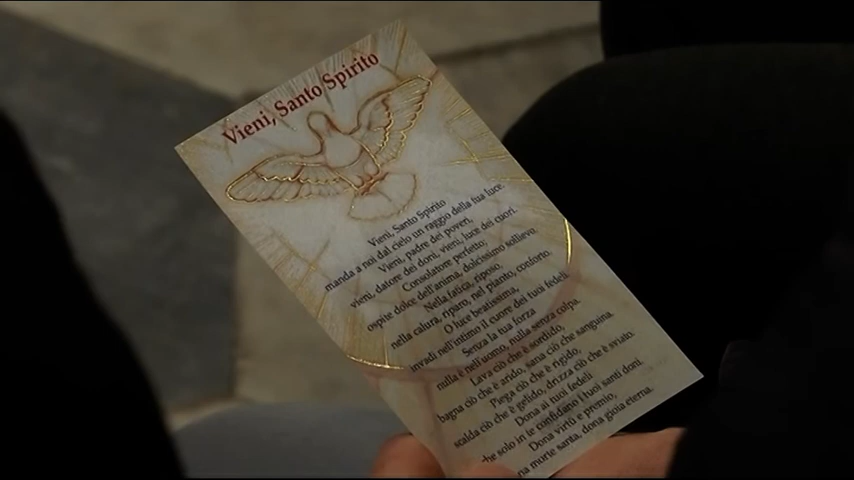 Vieni, Santo Spirito
Vieni, Santo Spirito
manda a noi dal cielo un raggio della tua luce.
Vieni, padre dei poveri,
vieni, datore dei doni, vieni, luce dei cuori.
Consolatore perfetto;
ospite dolce dell'anima, dolcissimo sollievo.
Nella fatica, riposo,
nella calura, riparo, nel pianto, conforto.
O luce beatissima,
invadi nell'intimo il cuore dei tuoi fedeli.
Senza la tua forza
nulla è nell'uomo, nulla senza colpa.
Lava ciò che è sordido,
bagna ciò che è arido, sana ciò che sanguina.
Piega ciò che è rigido,
scalda ciò che è gelido, drizza ciò che è sviato.
Dona ai tuoi fedeli
che solo in te confidano i tuoi santi doni.
Dona virtù e premio,
na morte santa, dona gioia eterna.